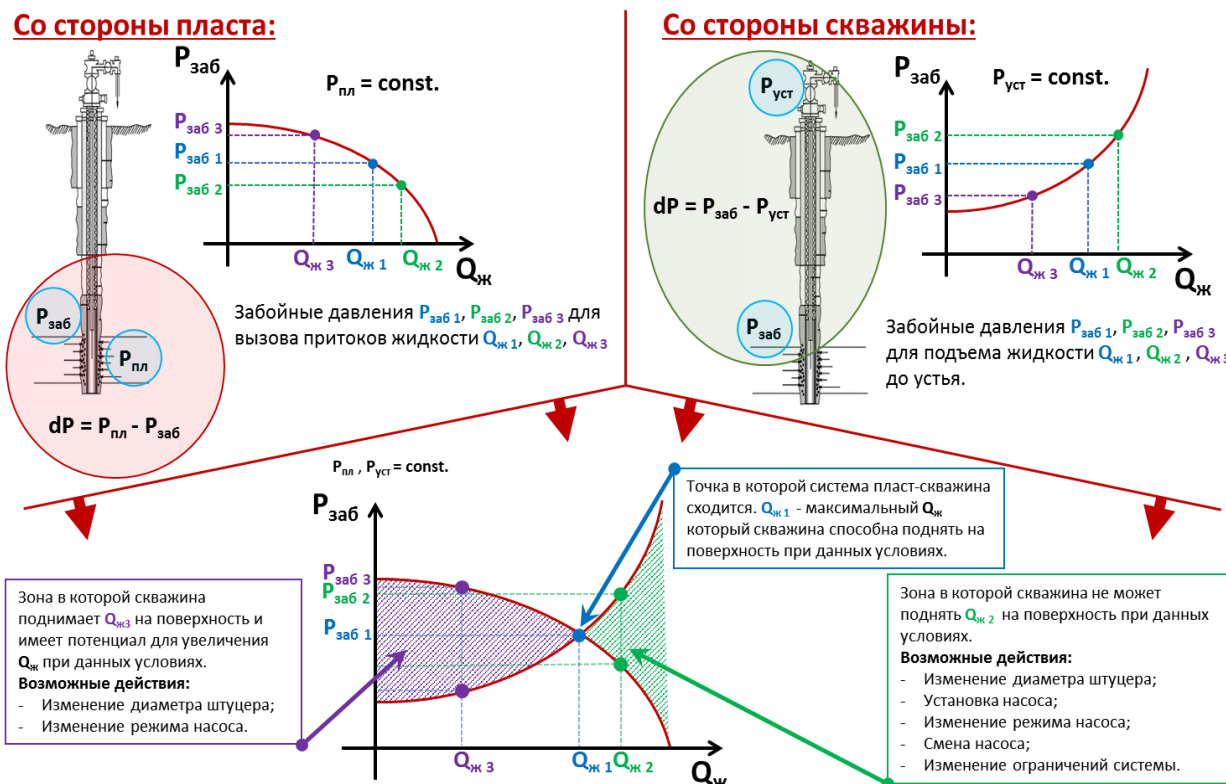 Со стороны пласта:
Pзаб
Pпл = const.
Pзаб 3
Pзаб 1
Pзаб 2
Qж 3
Qж 1
Qж 2
Qж
Pзаб
Pпл
dP = Pпл - Pзаб
Забойные давления Pзаб 1, Pзаб 2, Pзаб 3 для
вызова притоков жидкости Qж 1, Qж 2, Qж 3
Со стороны скважины:
Pуст
dP = Pзаб - Pуст
Pзаб
Pзаб
Pуст = const.
Pзаб 2
Pзаб 1
Pзаб 3
Qж 3
Qж 1
Qж 2
Qж
Забойные давления Pзаб 1, Pзаб 2, Pзаб 3
для подъема жидкости Qж 1, Qж 2 , Qж 3
до устья.
Pпл , Pуст = const.
Pзаб
Pзаб 3
Pзаб 2
Pзаб 1
Qж 3
Qж 1
Qж 2
Qж
Точка в которой система пласт-скважина
сходится. Qж 1 - максимальный Qж
который скважина способна поднять на
поверхность при данных условиях.
Зона в которой скважина
поднимает Qж3 на поверхность и
имеет потенциал для увеличения
Qж при данных условиях.
Возможные действия:
- Изменение диаметра штуцера;
- Изменение режима насоса.
Зона в которой скважина не может
поднять Qж 2 на поверхность при данных
условиях.
Возможные действия:
- Изменение диаметра штуцера;
- Установка насоса;
- Изменение режима насоса;
- Смена насоса;
- Изменение ограничений системы.